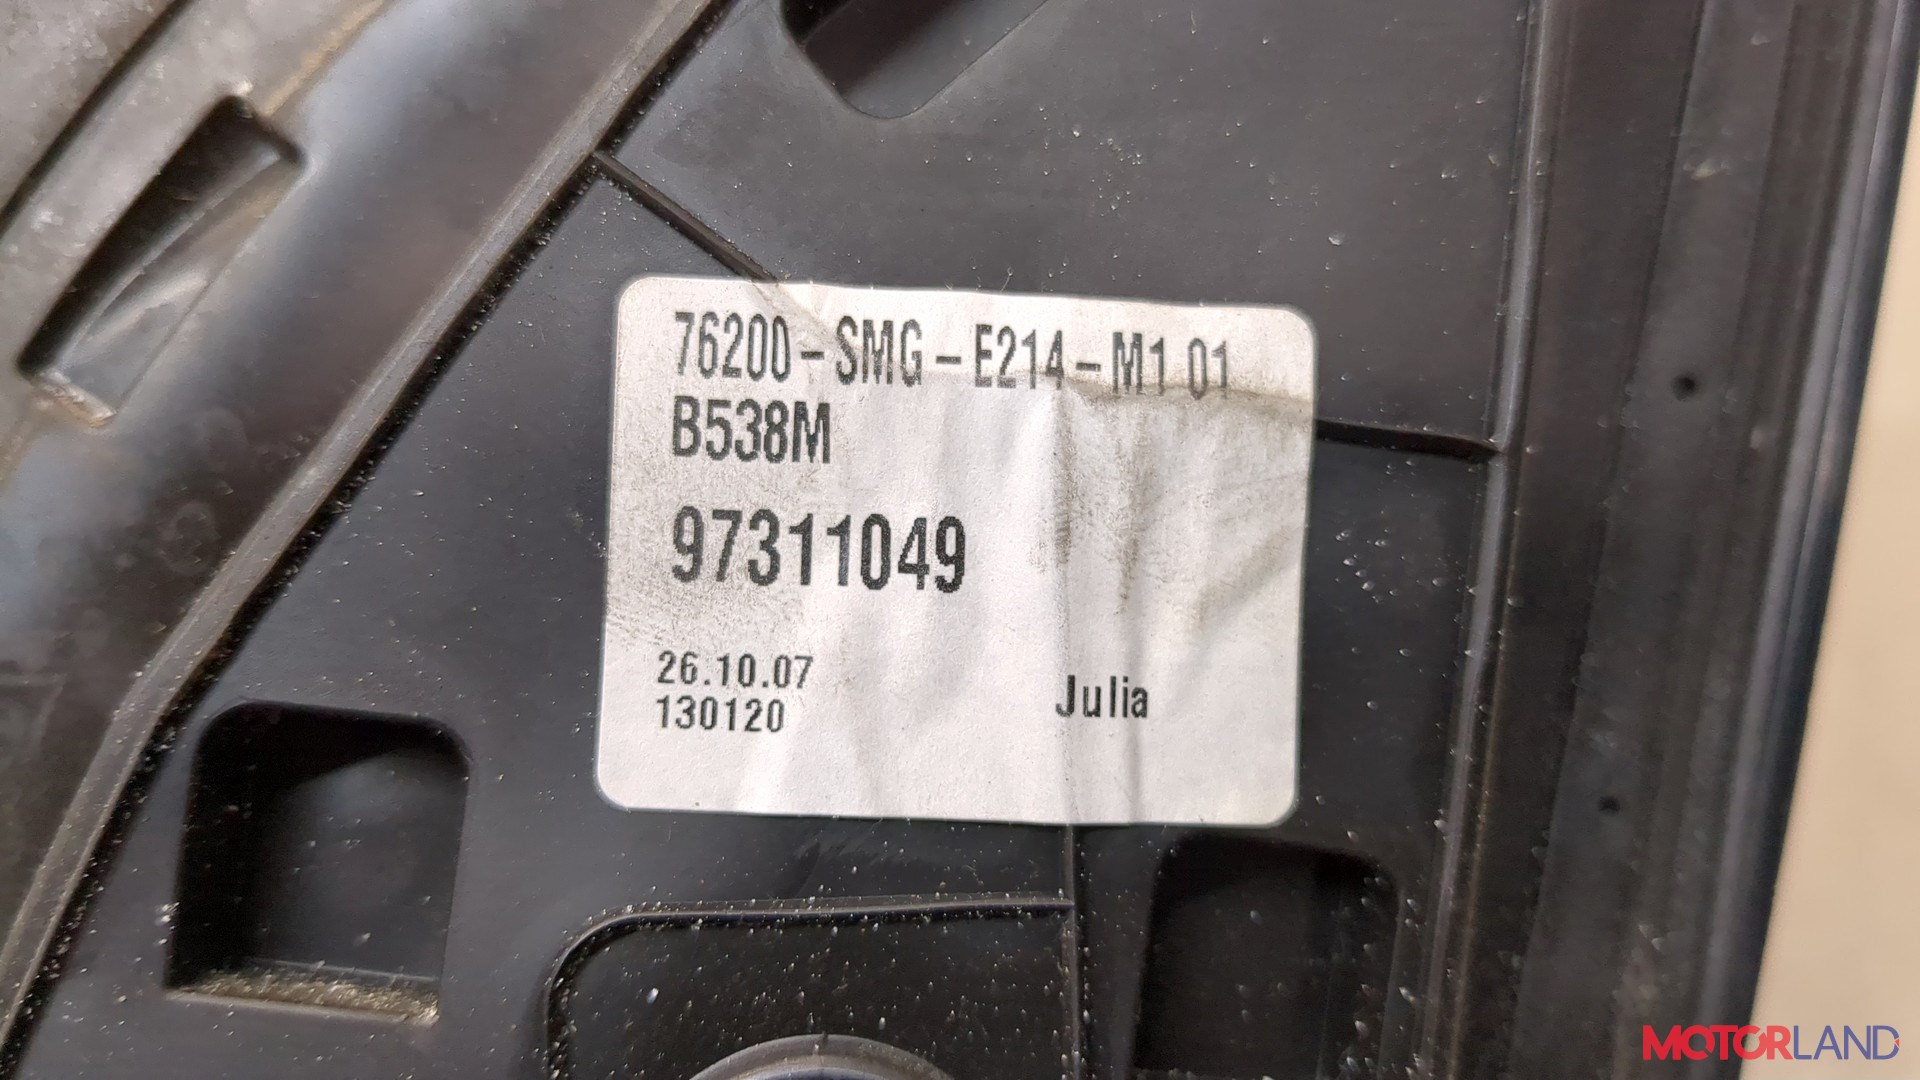 76200-SMG-E214-M1 01
B538M
97311049
26.10.07
130120
Julia
MOTORLAND